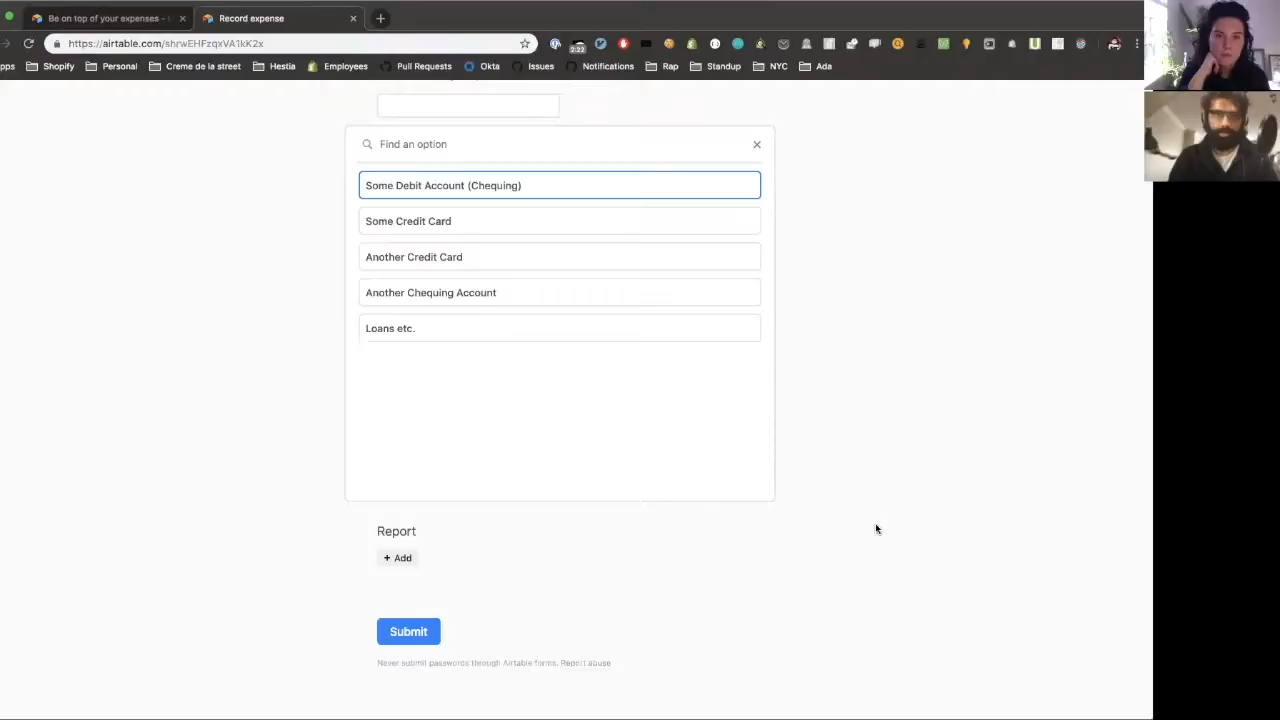 Be on top of your expenses -
Record expense
https://airtable.com/shrwEHFzqxVA1kK2x
2:22
pps Shopify Personal Creme de la street Hestia Employees Pull Requests Okta Issues Notifications Rap Standup NYC Ada
Find an option
Some Debit Account (Chequing)
Some Credit Card
Another Credit Card
Another Chequing Account
Loans etc.
Report
+ Add
Submit
Never submit passwords through Airtable forms. Report abuse